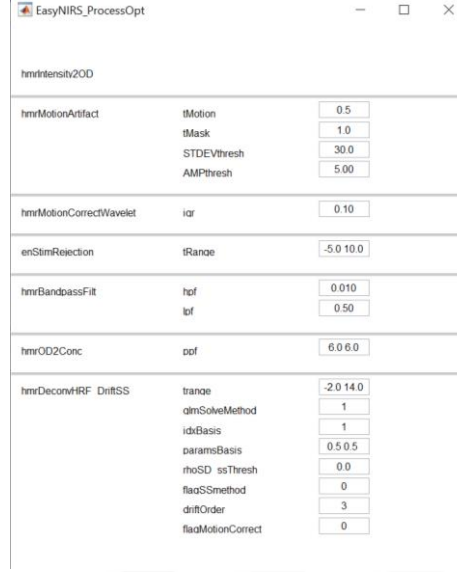 EasyNIRS_ProcessOpt
hmrIntensity2OD
hmrMotionArtifact tMotion 0.5
tMask 1.0
STDEVthresh 30.0
AMPthresh 5.00
hmrMotionCorrectWavelet iqr 0.10
enStimRejection tRange -5.0 10.0
hmrBandpassFilt hpf 0.010
lpf 0.50
hmrOD2Conc ppf 6.0 6.0
hmrDeconvHRF_DriftSS trange -2.0 14.0
glmSolveMethod 1
idxBasis 1
paramsBasis 0.5 0.5
rhoSD_ssThresh 0.0
flagSSmethod 0
driftOrder 3
flagMotionCorrect 0